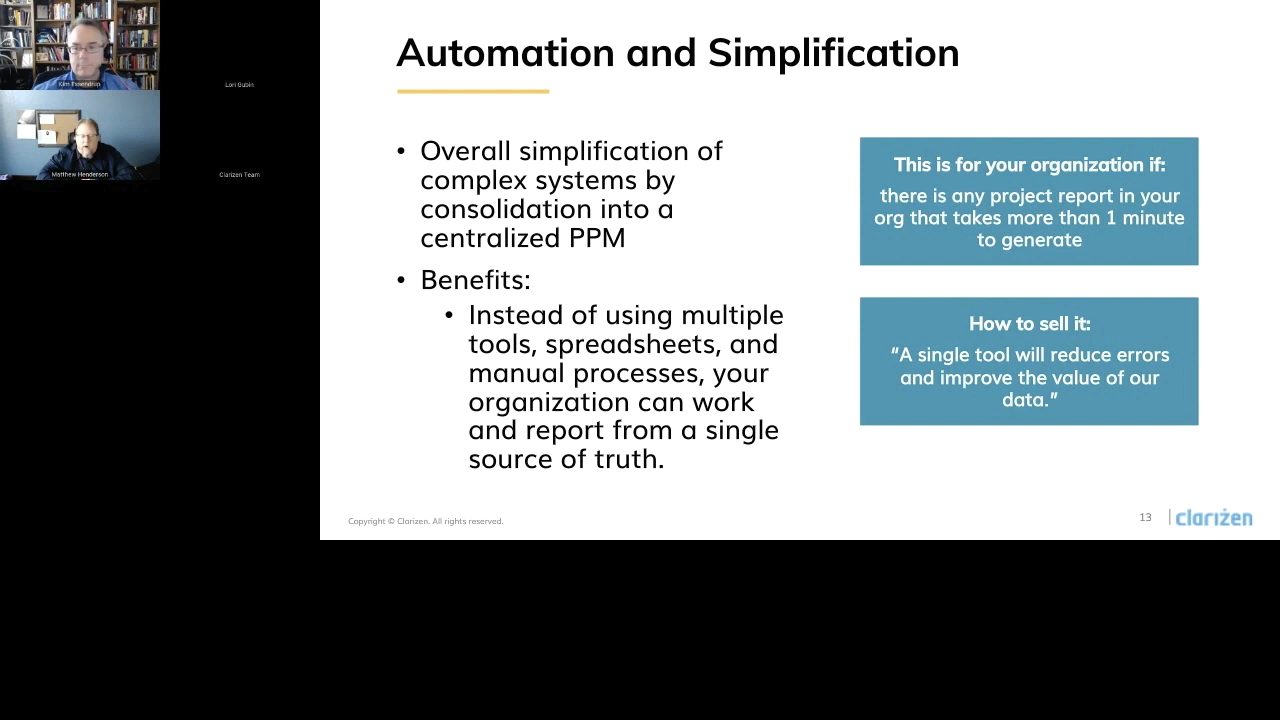 Kim Essendrup
Lori Gubin
Matthew Henderson
Clarizen Team
Automation and Simplification
• Overall simplification of
complex systems by
consolidation into a
centralized PPM
• Benefits:
• Instead of using multiple
tools, spreadsheets, and
manual processes, your
organization can work
and report from a single
source of truth.
This is for your organization if:
there is any project report in your
org that takes more than 1 minute
to generate
How to sell it:
“A single tool will reduce errors
and improve the value of our
data.”
Copyright © Clarizen. All rights reserved.
13
clarizen